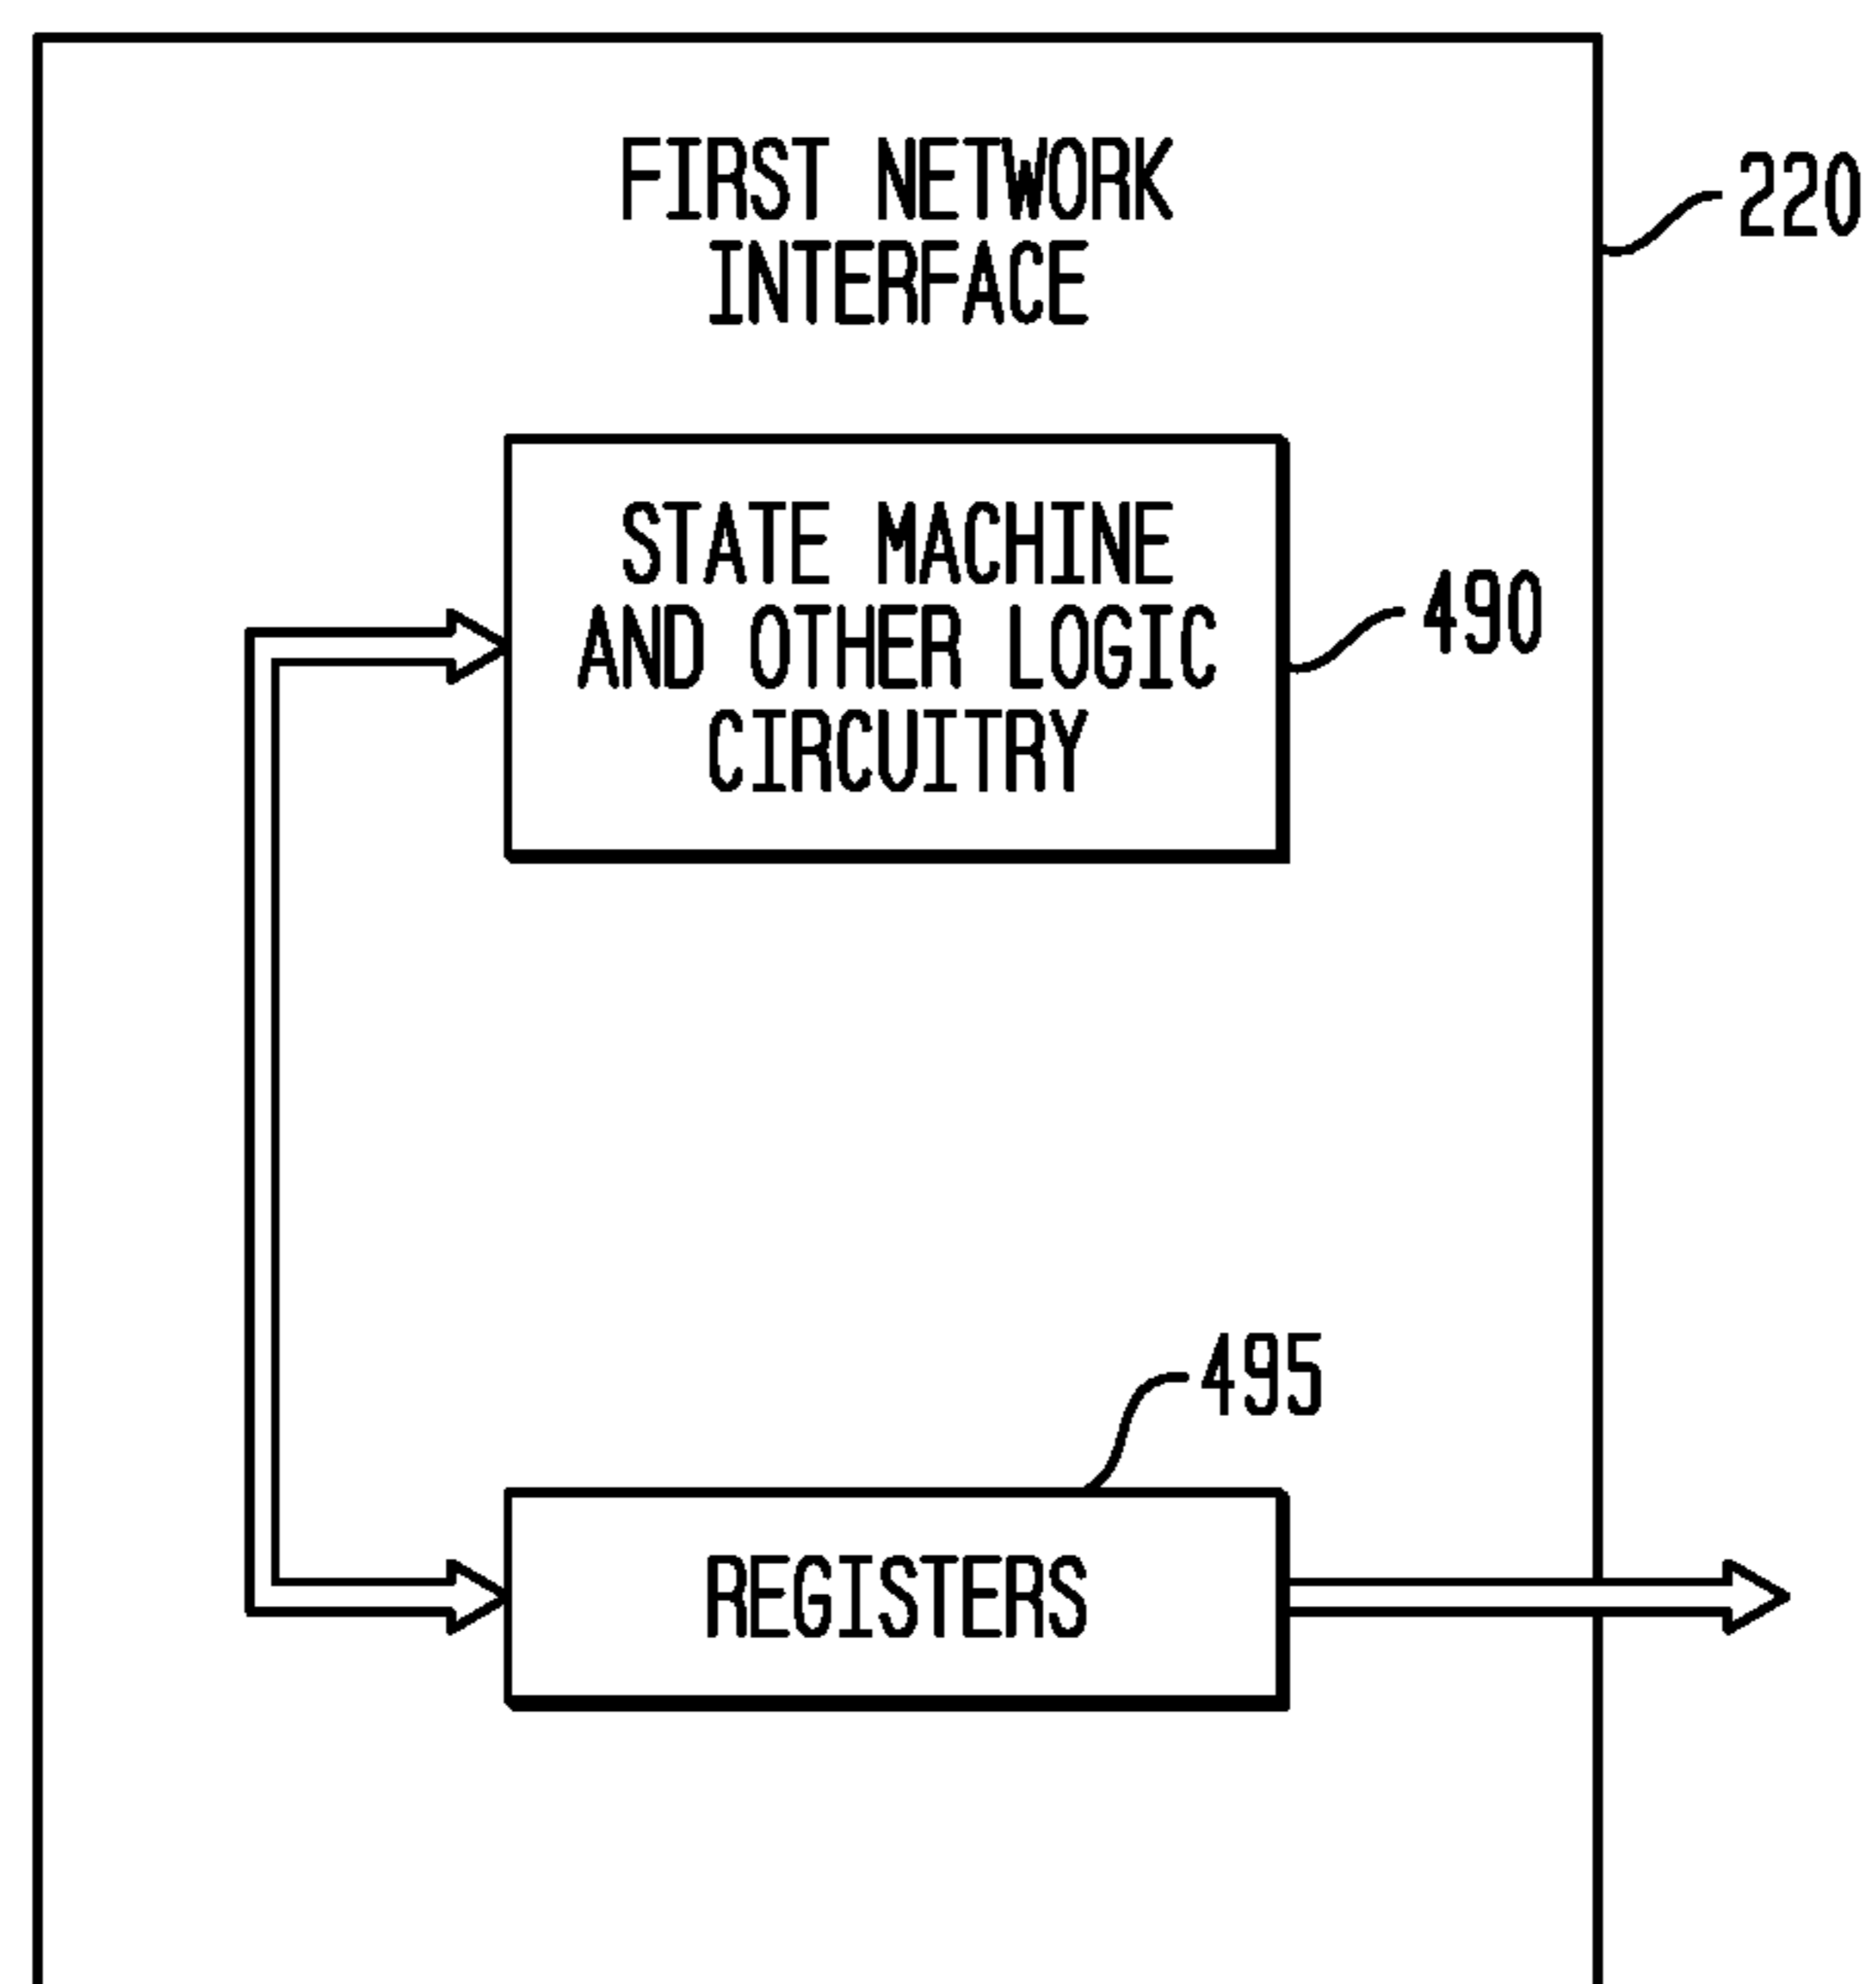 FIRST NETWORK
INTERFACE
220
STATE MACHINE
AND OTHER LOGIC
CIRCUITRY
490
495
REGISTERS